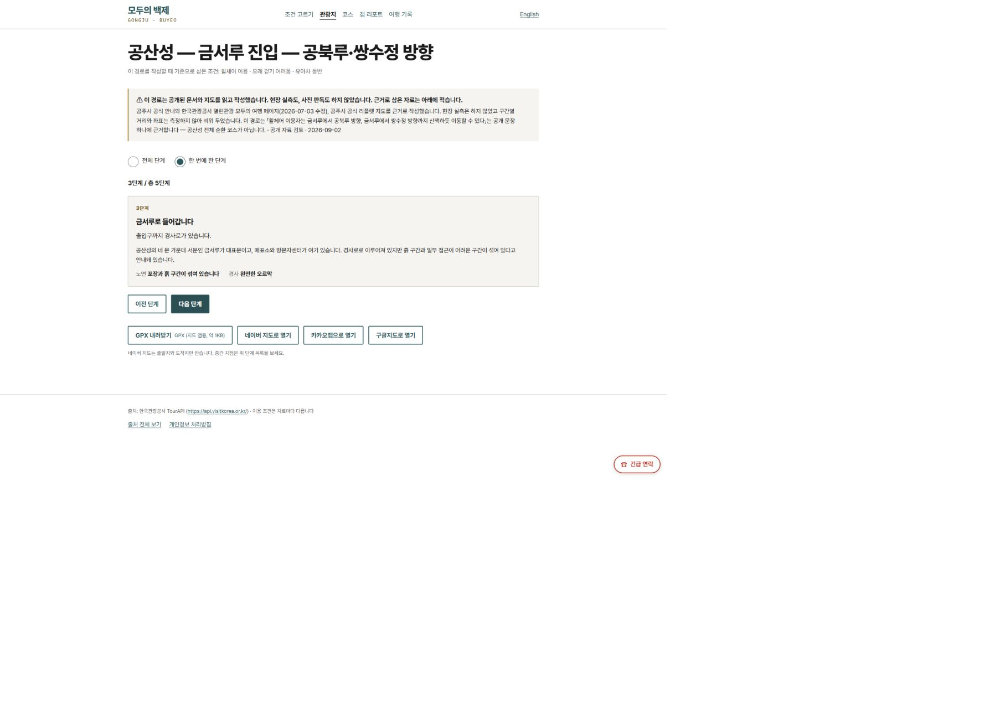 모두의 백제
GONGJU · BUYEO
조건 고르기 관광지 코스 갭 리포트 여행 기록
English
공산성 — 금서루 진입 — 공북루·쌍수정 방향
이 경로를 작성할 때 기준으로 삼은 조건: 휠체어 이용 · 오래 걷기 어려움 · 유아차 동반
⚠ 이 경로는 공개된 문서와 지도를 읽고 작성했습니다. 현장 실측도, 사진 판독도 하지 않았습니다. 근거로 삼은 자료는 아래에 적습니다.
공주시 공식 안내와 한국관광공사 열린관광 모두의 여행 페이지(2026-07-03 수정), 공주시 공식 리플렛 지도를 근거로 작성했습니다. 현장 실측은 하지 않았고 구간별
거리와 좌표는 측정하지 않아 비워 두었습니다. 이 경로는 「휠체어 이용자는 금서루에서 공북루 방향, 금서루에서 쌍수정 방향까지 산책하듯 이동할 수 있다」는 공개 문장
하나에 근거합니다 — 공산성 전체 순환 코스가 아닙니다. · 공개 자료 검토 · 2026-09-02
전체 단계 한 번에 한 단계
3단계 / 총 5단계
3단계
금서루로 들어갑니다
출입구까지 경사로가 있습니다.
공산성의 네 문 가운데 서문인 금서루가 대표문이고, 매표소와 방문자센터가 여기 있습니다. 경사로로 이루어져 있지만 흙 구간과 일부 접근이 어려운 구간이 섞여 있다고
안내돼 있습니다.
노면 포장과 흙 구간이 섞여 있습니다 경사 완만한 오르막
이전 단계 다음 단계
GPX 내려받기 GPX (지도 앱용, 약 1KB) 네이버 지도로 열기 카카오맵으로 열기 구글지도로 열기
네이버 지도는 출발지와 도착지만 받습니다. 중간 지점은 위 단계 목록을 보세요.
출처: 한국관광공사 TourAPI (https://api.visitkorea.or.kr/) · 이용 조건은 자료마다 다릅니다
출처 전체 보기 개인정보 처리방침
☎ 긴급 연락